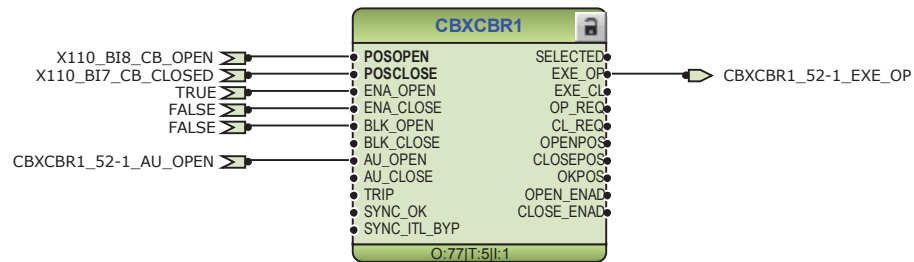 CBXCBR1
X110_BI8_CB_OPEN
X110_BI7_CB_CLOSED
TRUE
FALSE
FALSE
CBXCBR1_52-1_AU_OPEN
POSOPEN
POSCLOSE
ENA_OPEN
ENA_CLOSE
BLK_OPEN
BLK_CLOSE
AU_OPEN
AU_CLOSE
TRIP
SYNC_OK
SYNC_ITL_BYP
SELECTED
EXE_OP
EXE_CL
OP_REQ
CL_REQ
OPENPOS
CLOSEPOS
OKPOS
OPEN_ENAD
CLOSE_ENAD
CBXCBR1_52-1_EXE_OP
O:77|T:5|I:1